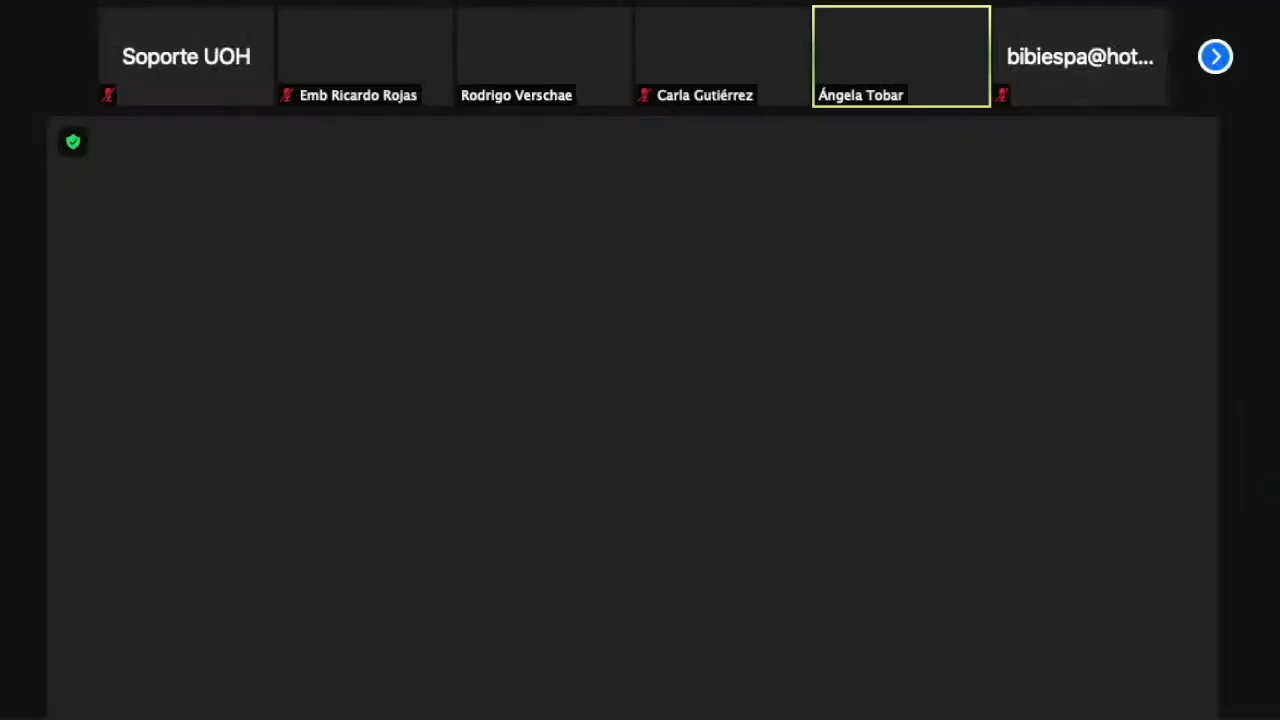 Soporte UOH
Emb Ricardo Rojas
Rodrigo Verschae
Carla Gutiérrez
Ángela Tobar
bibiespa@hot...